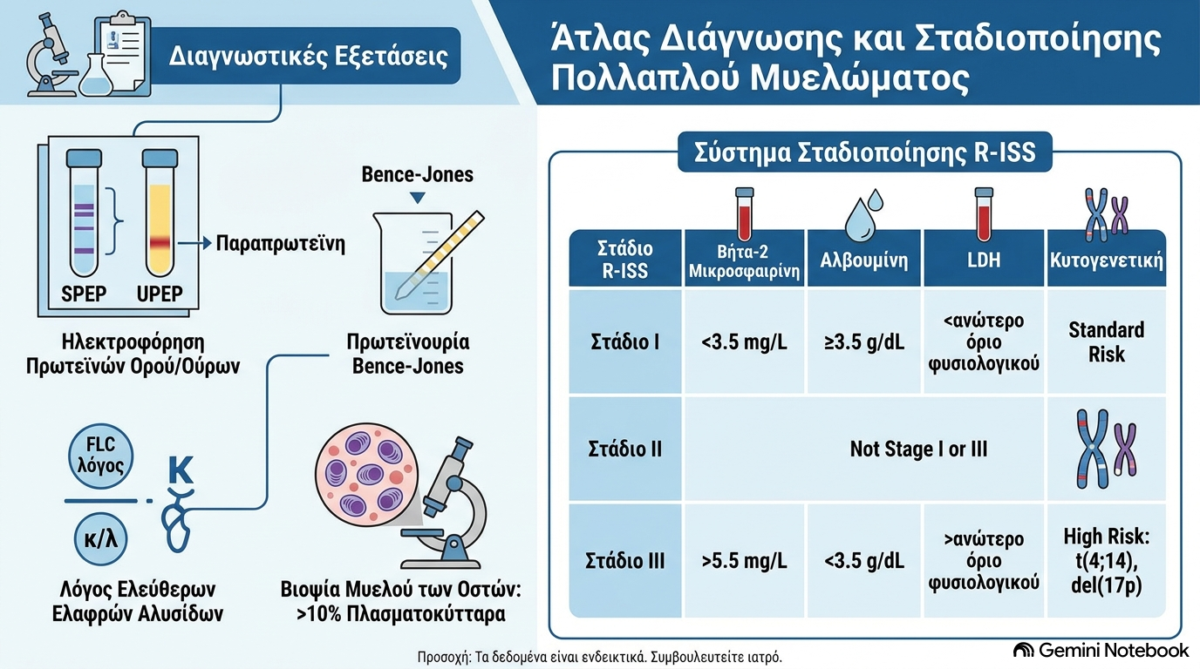 Διαγνωστικές Εξετάσεις
SPEP
UPEP
Παραπρωτεΐνη
Ηλεκτροφόρηση
Πρωτεϊνών Ορού/Ούρων
Bence-Jones
Πρωτεϊνουρία
Bence-Jones
FLC
λόγος
κ/λ
K
Λόγος Ελεύθερων
Ελαφρών Αλυσίδων
Βιοψία Μυελού των Οστών:
>10% Πλασματοκύτταρα
Άτλας Διάγνωσης και Σταδιοποίησης
Πολλαπλού Μυελώματος
Σύστημα Σταδιοποίησης R-ISS
Στάδιο
R-ISS
Βήτα-2
Μικροσφαιρίνη
Αλβουμίνη
LDH
Κυτογενετική
Στάδιο I
<3.5 mg/L
≥3.5 g/dL
<ανώτερο
όριο
φυσιολογικού
Standard
Risk
Στάδιο II
Not Stage I or III
Στάδιο III
>5.5 mg/L
<3.5 g/dL
>ανώτερο
όριο
φυσιολογικού
High Risk:
t(4;14),
del(17p)
Προσοχή: Τα δεδομένα είναι ενδεικτικά. Συμβουλευτείτε ιατρό.
Gemini Notebook